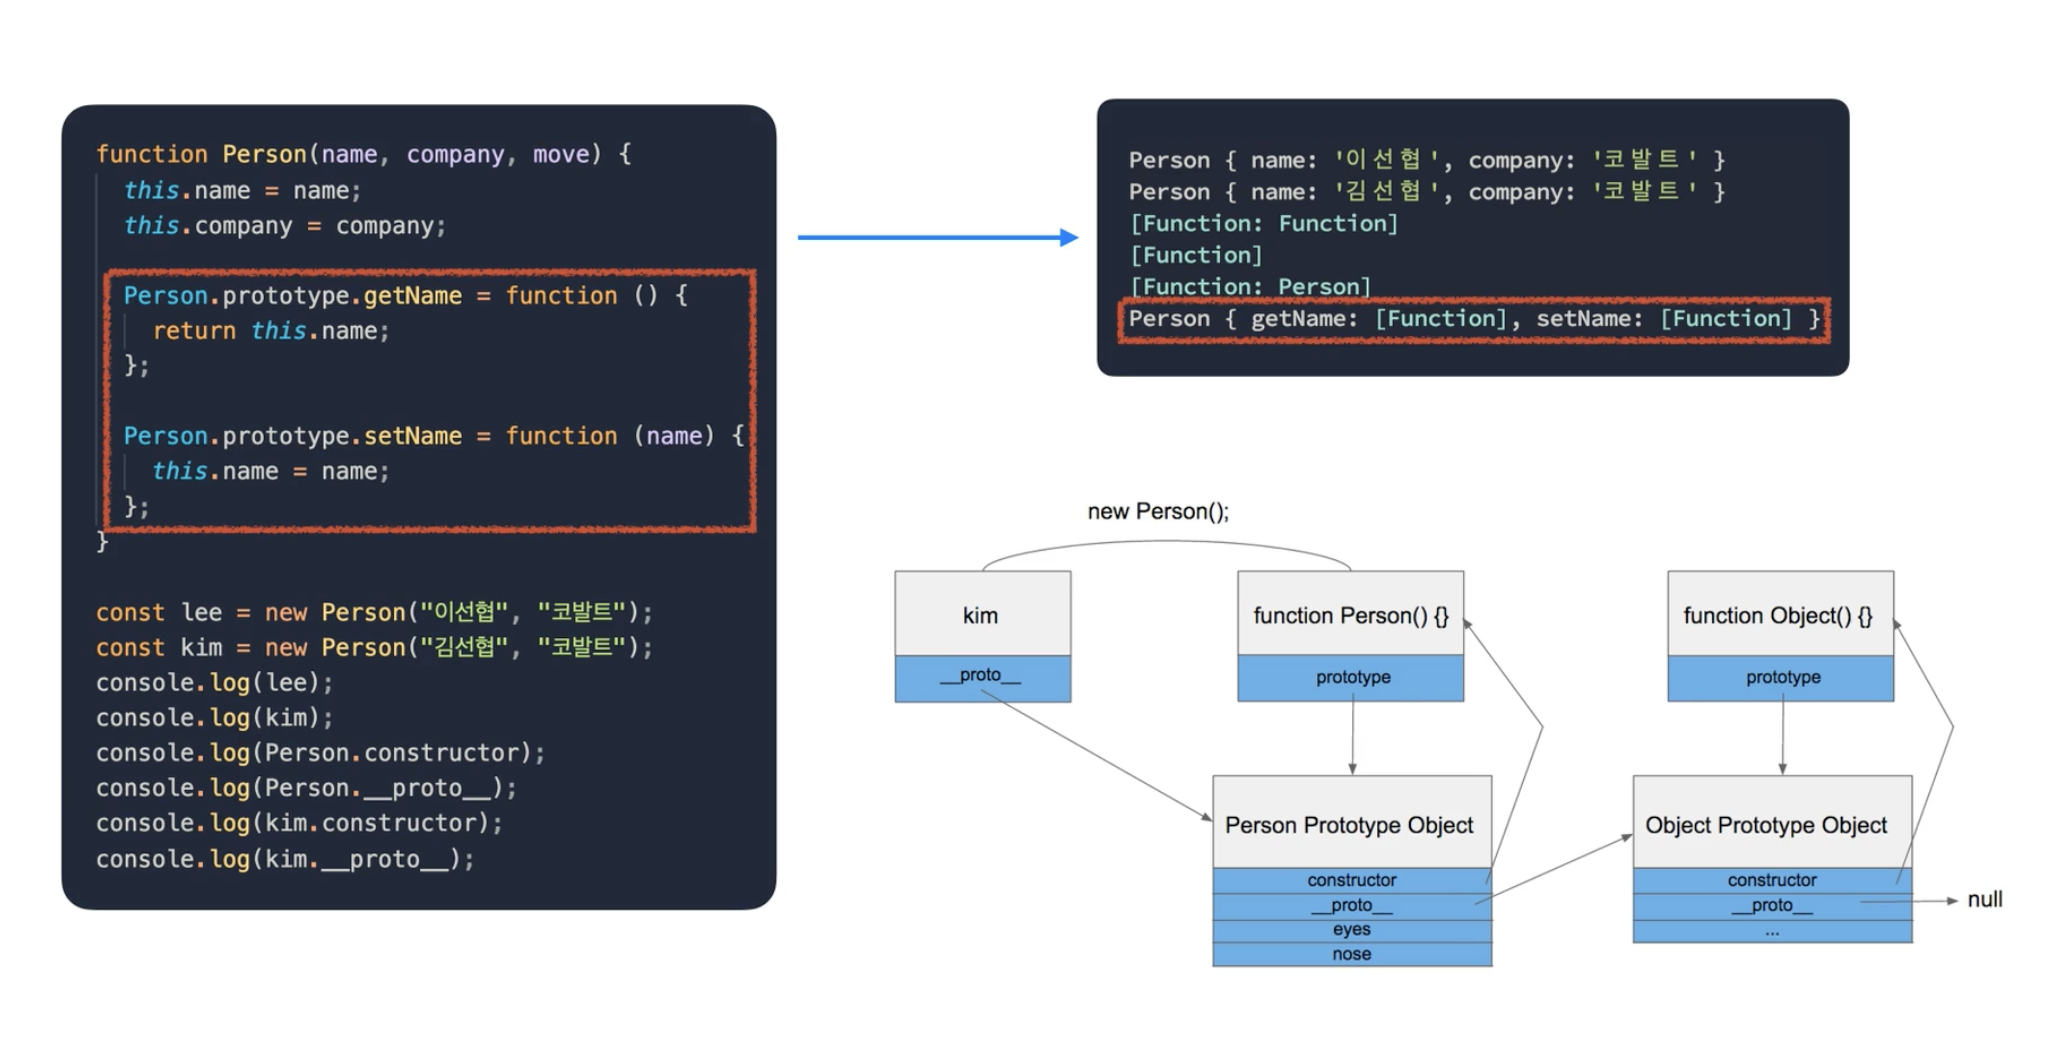 function Person(name, company, move) {
this.name = name;
this.company = company;
Person.prototype.getName = function () {
return this.name;
};
Person.prototype.setName = function (name) {
this.name = name;
};
}
const lee = new Person("이선협", "코발트");
const kim = new Person("김선협", "코발트");
console.log(lee);
console.log(kim);
console.log(Person.constructor);
console.log(Person.__proto__);
console.log(kim.constructor);
console.log(kim.__proto__);
Person { name: '이선협', company: '코발트' }
Person { name: '김선협', company: '코발트' }
[Function: Function]
[Function]
[Function: Person]
Person { getName: [Function], setName: [Function] }
new Person();
kim
__proto__
function Person() {}
prototype
function Object() {}
prototype
Person Prototype Object
constructor
__proto__
eyes
nose
Object Prototype Object
constructor
__proto__
...
null